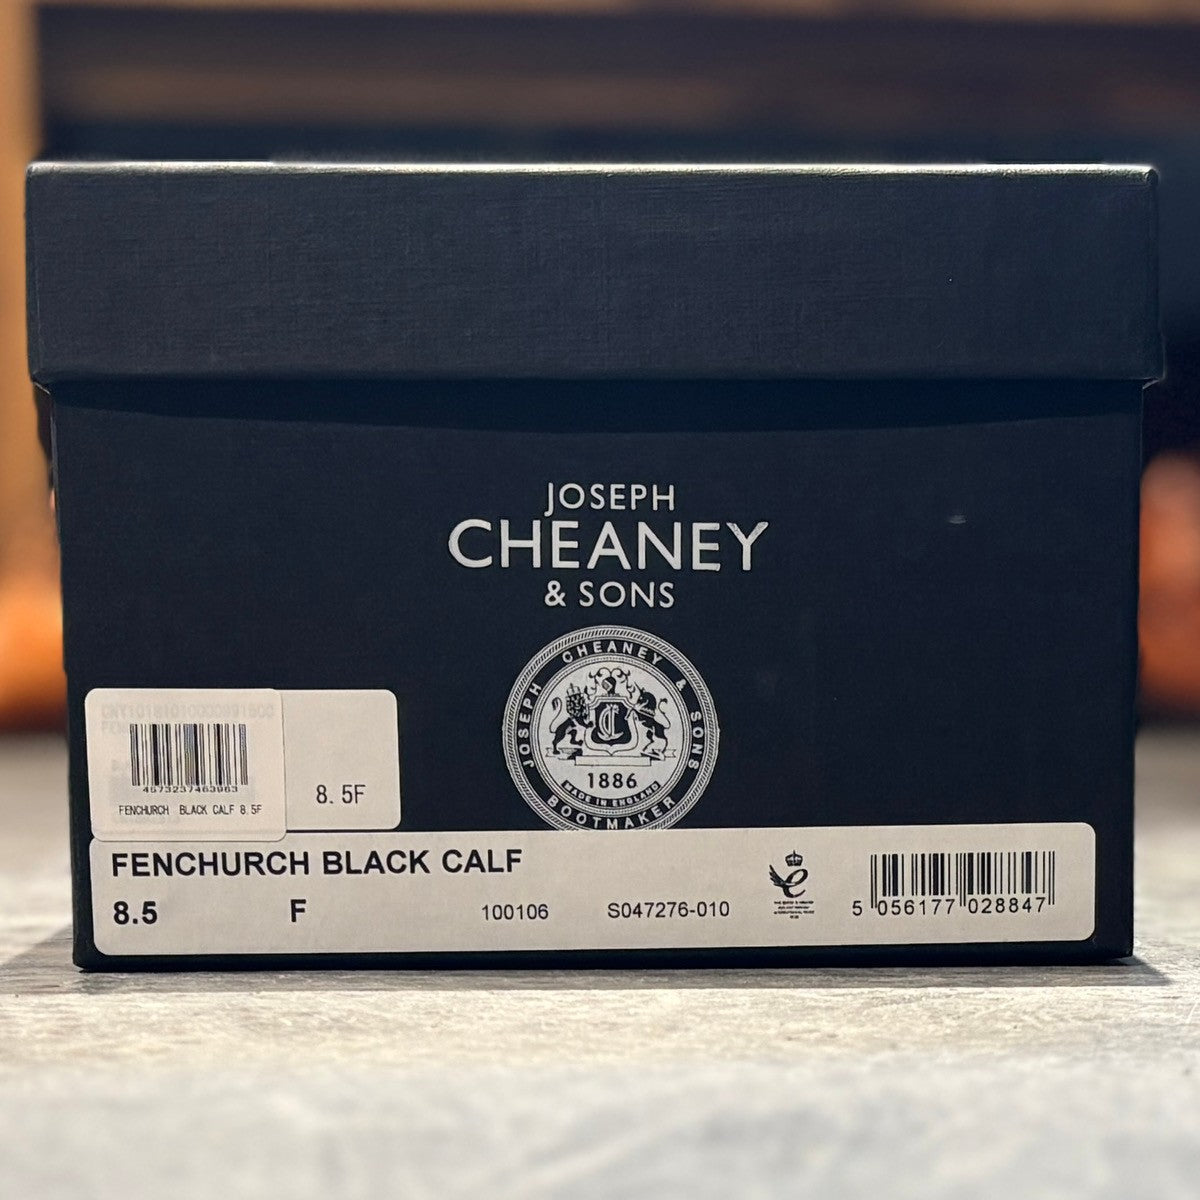 JOSEPH
CHEANEY
& SONS
JOSEPH CHEANEY & SONS
1886
MADE IN ENGLAND
BOOTMAKER
4573237463963
FENCHURCH BLACK CALF 8.5F
8.5F
FENCHURCH BLACK CALF
8.5 F 100106 S047276-010 5 056177 028847